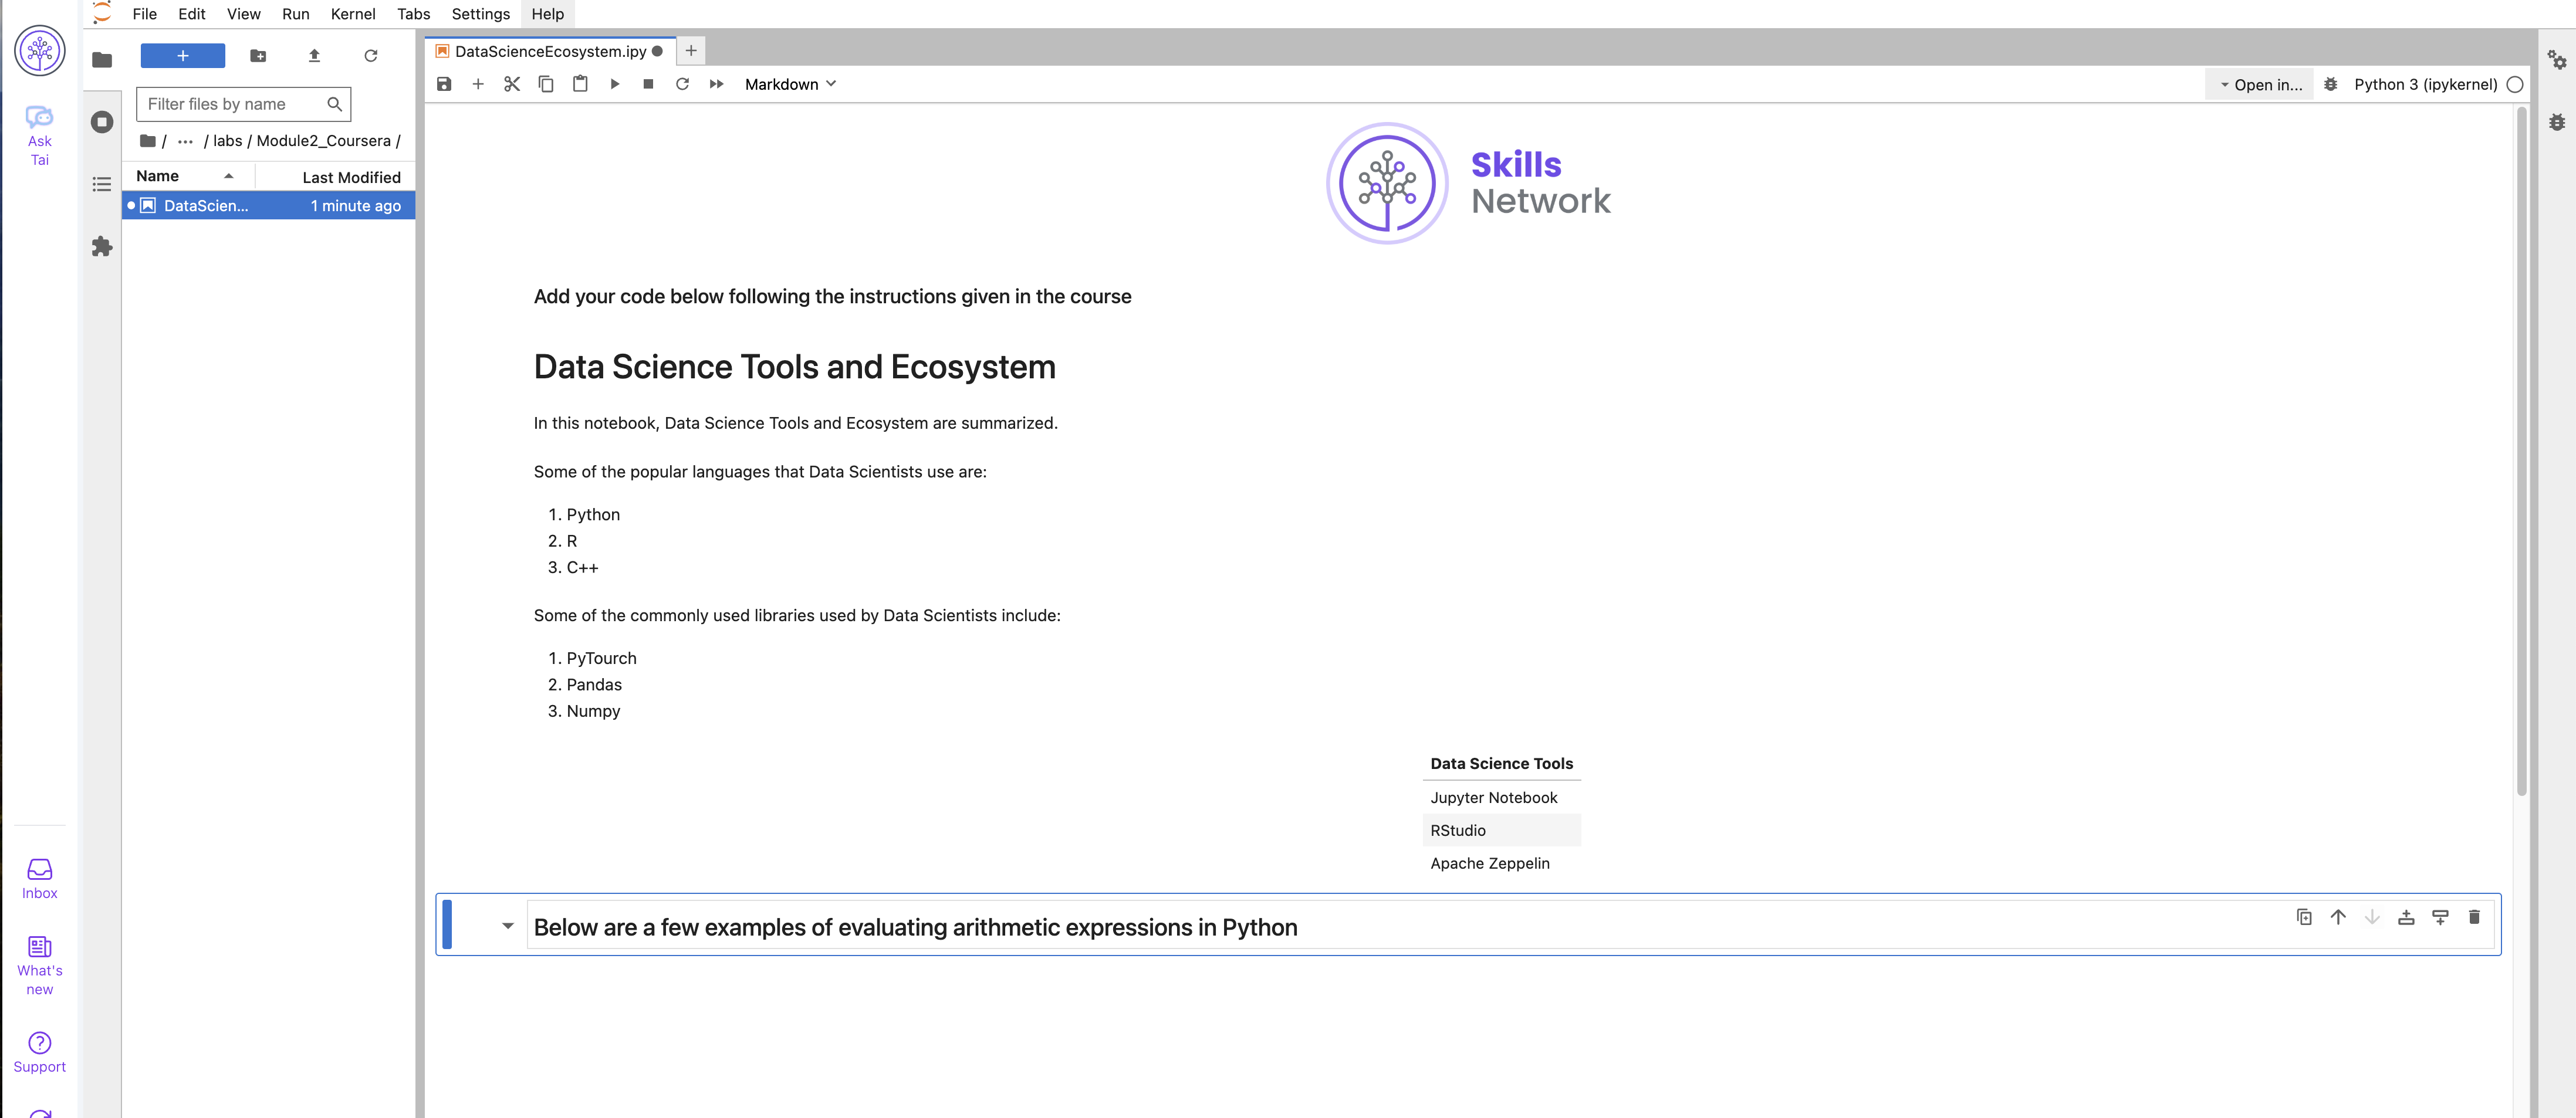 File Edit View Run Kernel Tabs Settings Help
Ask
Tai
Filter files by name
/ ··· / labs / Module2_Coursera /
Name Last Modified
DataScien... 1 minute ago
Inbox
What's
new
Support
DataScienceEcosystem.ipy
Markdown
Open in... Python 3 (ipykernel)
Skills
Network
Add your code below following the instructions given in the course
Data Science Tools and Ecosystem
In this notebook, Data Science Tools and Ecosystem are summarized.
Some of the popular languages that Data Scientists use are:
1. Python
2. R
3. C++
Some of the commonly used libraries used by Data Scientists include:
1. PyTourch
2. Pandas
3. Numpy
Data Science Tools
Jupyter Notebook
RStudio
Apache Zeppelin
Below are a few examples of evaluating arithmetic expressions in Python